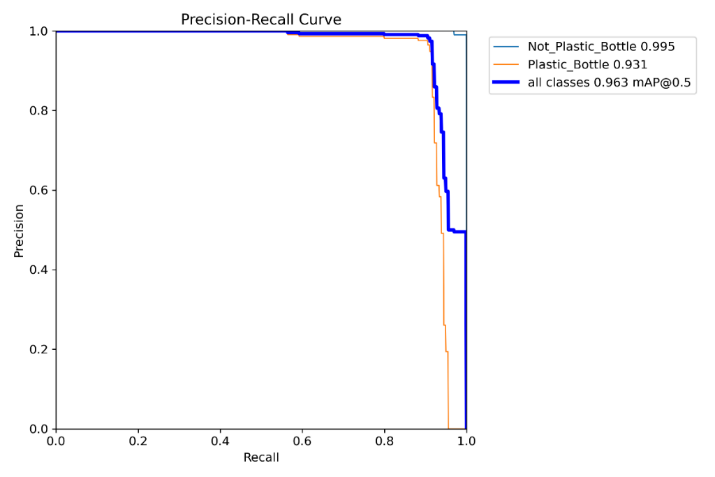 Precision-Recall Curve
Not_Plastic_Bottle 0.995
Plastic_Bottle 0.931
all classes 0.963 mAP@0.5
Precision
1.0
0.8
0.6
0.4
0.2
0.0
0.0 0.2 0.4 0.6 0.8 1.0
Recall